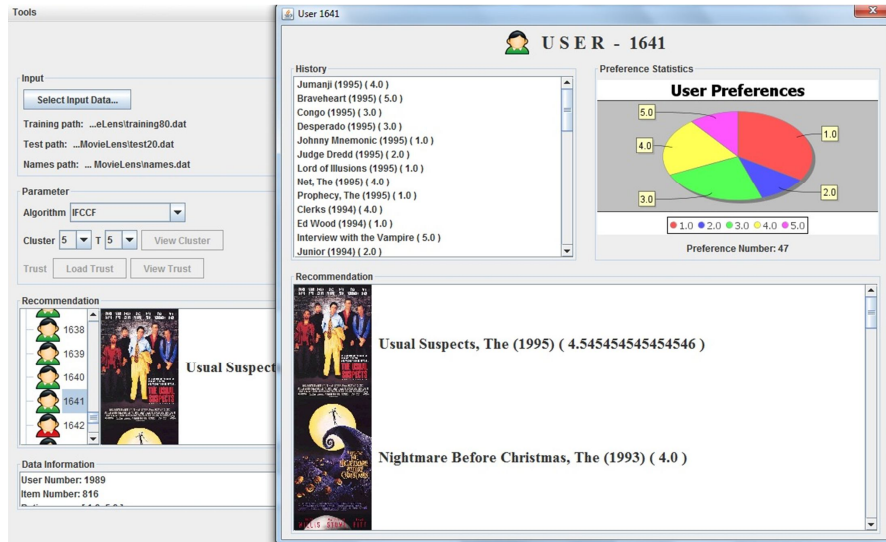 Tools
Input
Select Input Data...
Training path: ...eLens\training80.dat
Test path: ...MovieLens\test20.dat
Names path: ... MovieLens\names.dat
Parameter
Algorithm IFCCF
Cluster 5 T 5 View Cluster
Trust Load Trust View Trust
Recommendation
1638
1639
1640
1641
1642
THE USUAL
SUSPECTS
Usual Suspect
Data Information
User Number: 1989
Item Number: 816
User 1641
USER - 1641
History
Jumanji (1995) ( 4.0 )
Braveheart (1995) ( 5.0 )
Congo (1995) ( 3.0 )
Desperado (1995) ( 3.0 )
Johnny Mnemonic (1995) ( 1.0 )
Judge Dredd (1995) ( 2.0 )
Lord of Illusions (1995) ( 1.0 )
Net, The (1995) ( 4.0 )
Prophecy, The (1995) ( 1.0 )
Clerks (1994) ( 4.0 )
Ed Wood (1994) ( 1.0 )
Interview with the Vampire ( 5.0 )
Junior (1994) ( 2.0 )
Preference Statistics
User Preferences
5.0
1.0
4.0
2.0
3.0
1.0 2.0 3.0 4.0 5.0
Preference Number: 47
Recommendation
THE USUAL
SUSPECTS
Usual Suspects, The (1995) ( 4.545454545454546 )
Nightmare Before Christmas, The (1993) ( 4.0 )